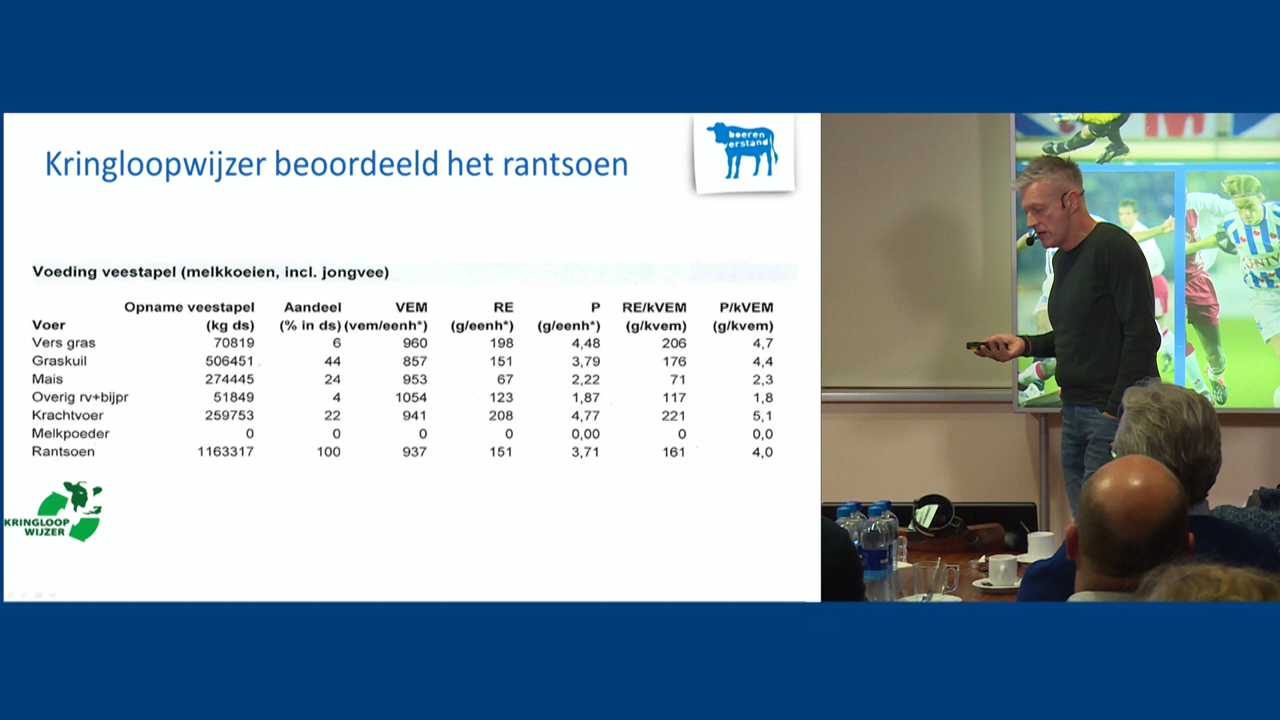 boeren
verstand
Kringloopwijzer beoordeeld het rantsoen
Voeding veestapel (melkkoeien, incl. jongvee)
Opname veestapel Aandeel VEM RE P RE/kVEM P/kVEM
Voer (kg ds) (% in ds) (vem/eenh*) (g/eenh*) (g/eenh*) (g/kvem) (g/kvem)
Vers gras 70819 6 960 198 4,48 206 4,7
Graskuil 506451 44 857 151 3,79 176 4,4
Mais 274445 24 953 67 2,22 71 2,3
Overig rv+bijpr 51849 4 1054 123 1,87 117 1,8
Krachtvoer 259753 22 941 208 4,77 221 5,1
Melkpoeder 0 0 0 0 0,00 0 0,0
Rantsoen 1163317 100 937 151 3,71 161 4,0
KRINGLOOP
WIJZER